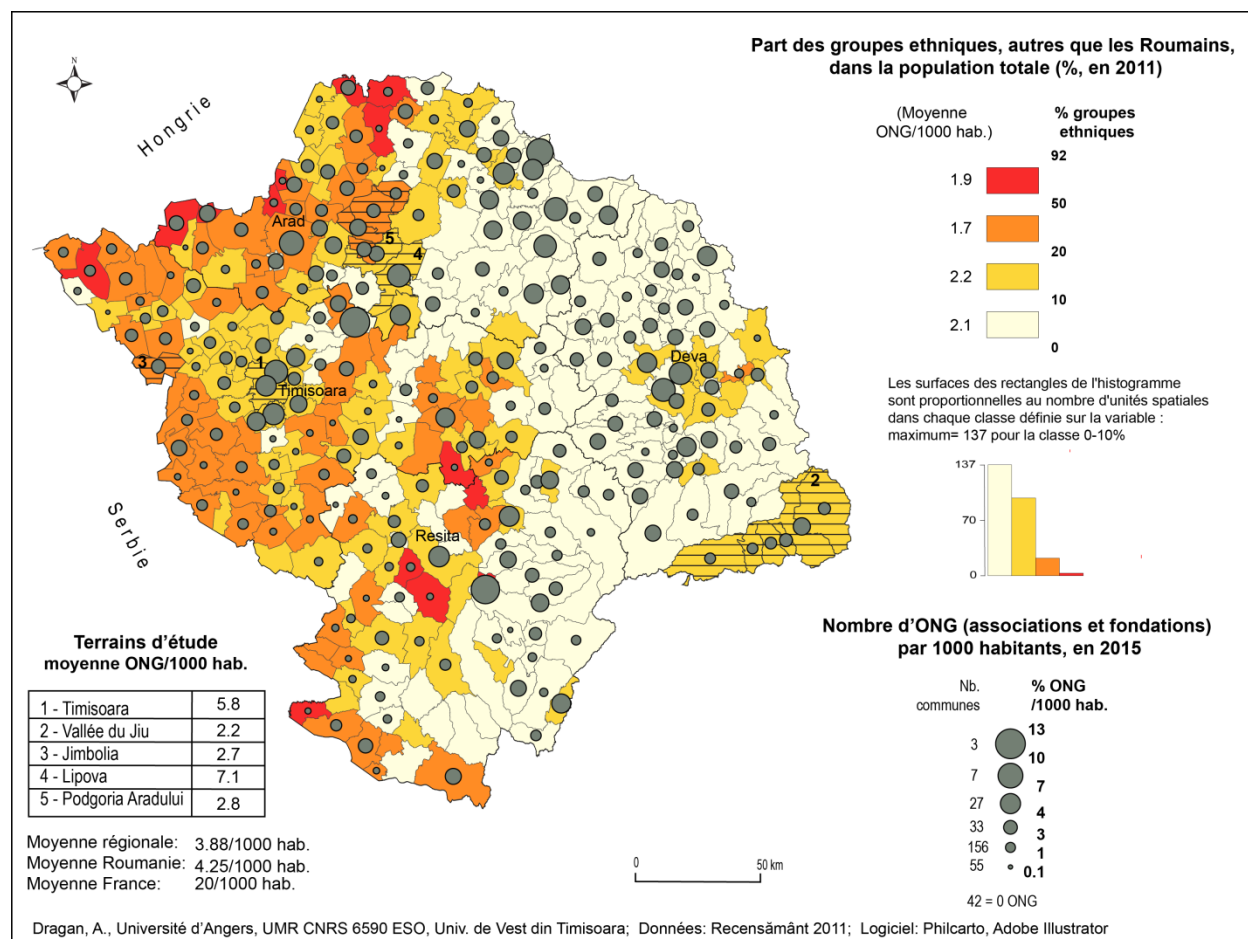 Part des groupes ethniques, autres que les Roumains,
dans la population totale (%, en 2011)
N
Hongrie
Serbie
Arad
Timisoara
Deva
Resita
1
2
3
4
5
(Moyenne
ONG/1000 hab.)
% groupes
ethniques
92
1.9
50
1.7
20
2.2
10
2.1
0
Les surfaces des rectangles de l'histogramme
sont proportionnelles au nombre d'unités spatiales
dans chaque classe définie sur la variable :
maximum= 137 pour la classe 0-10%
137
70
0
Nombre d'ONG (associations et fondations)
par 1000 habitants, en 2015
Nb.
communes
% ONG
/1000 hab.
13
3
10
7
7
27
4
33
3
156
1
55
0.1
42 = 0 ONG
Terrains d'étude
moyenne ONG/1000 hab.
1 - Timisoara 5.8
2 - Vallée du Jiu 2.2
3 - Jimbolia 2.7
4 - Lipova 7.1
5 - Podgoria Aradului 2.8
Moyenne régionale: 3.88/1000 hab.
Moyenne Roumanie: 4.25/1000 hab.
Moyenne France: 20/1000 hab.
0 50 km
Dragan, A., Université d'Angers, UMR CNRS 6590 ESO, Univ. de Vest din Timisoara; Données: Recensământ 2011; Logiciel: Philcarto, Adobe Illustrator